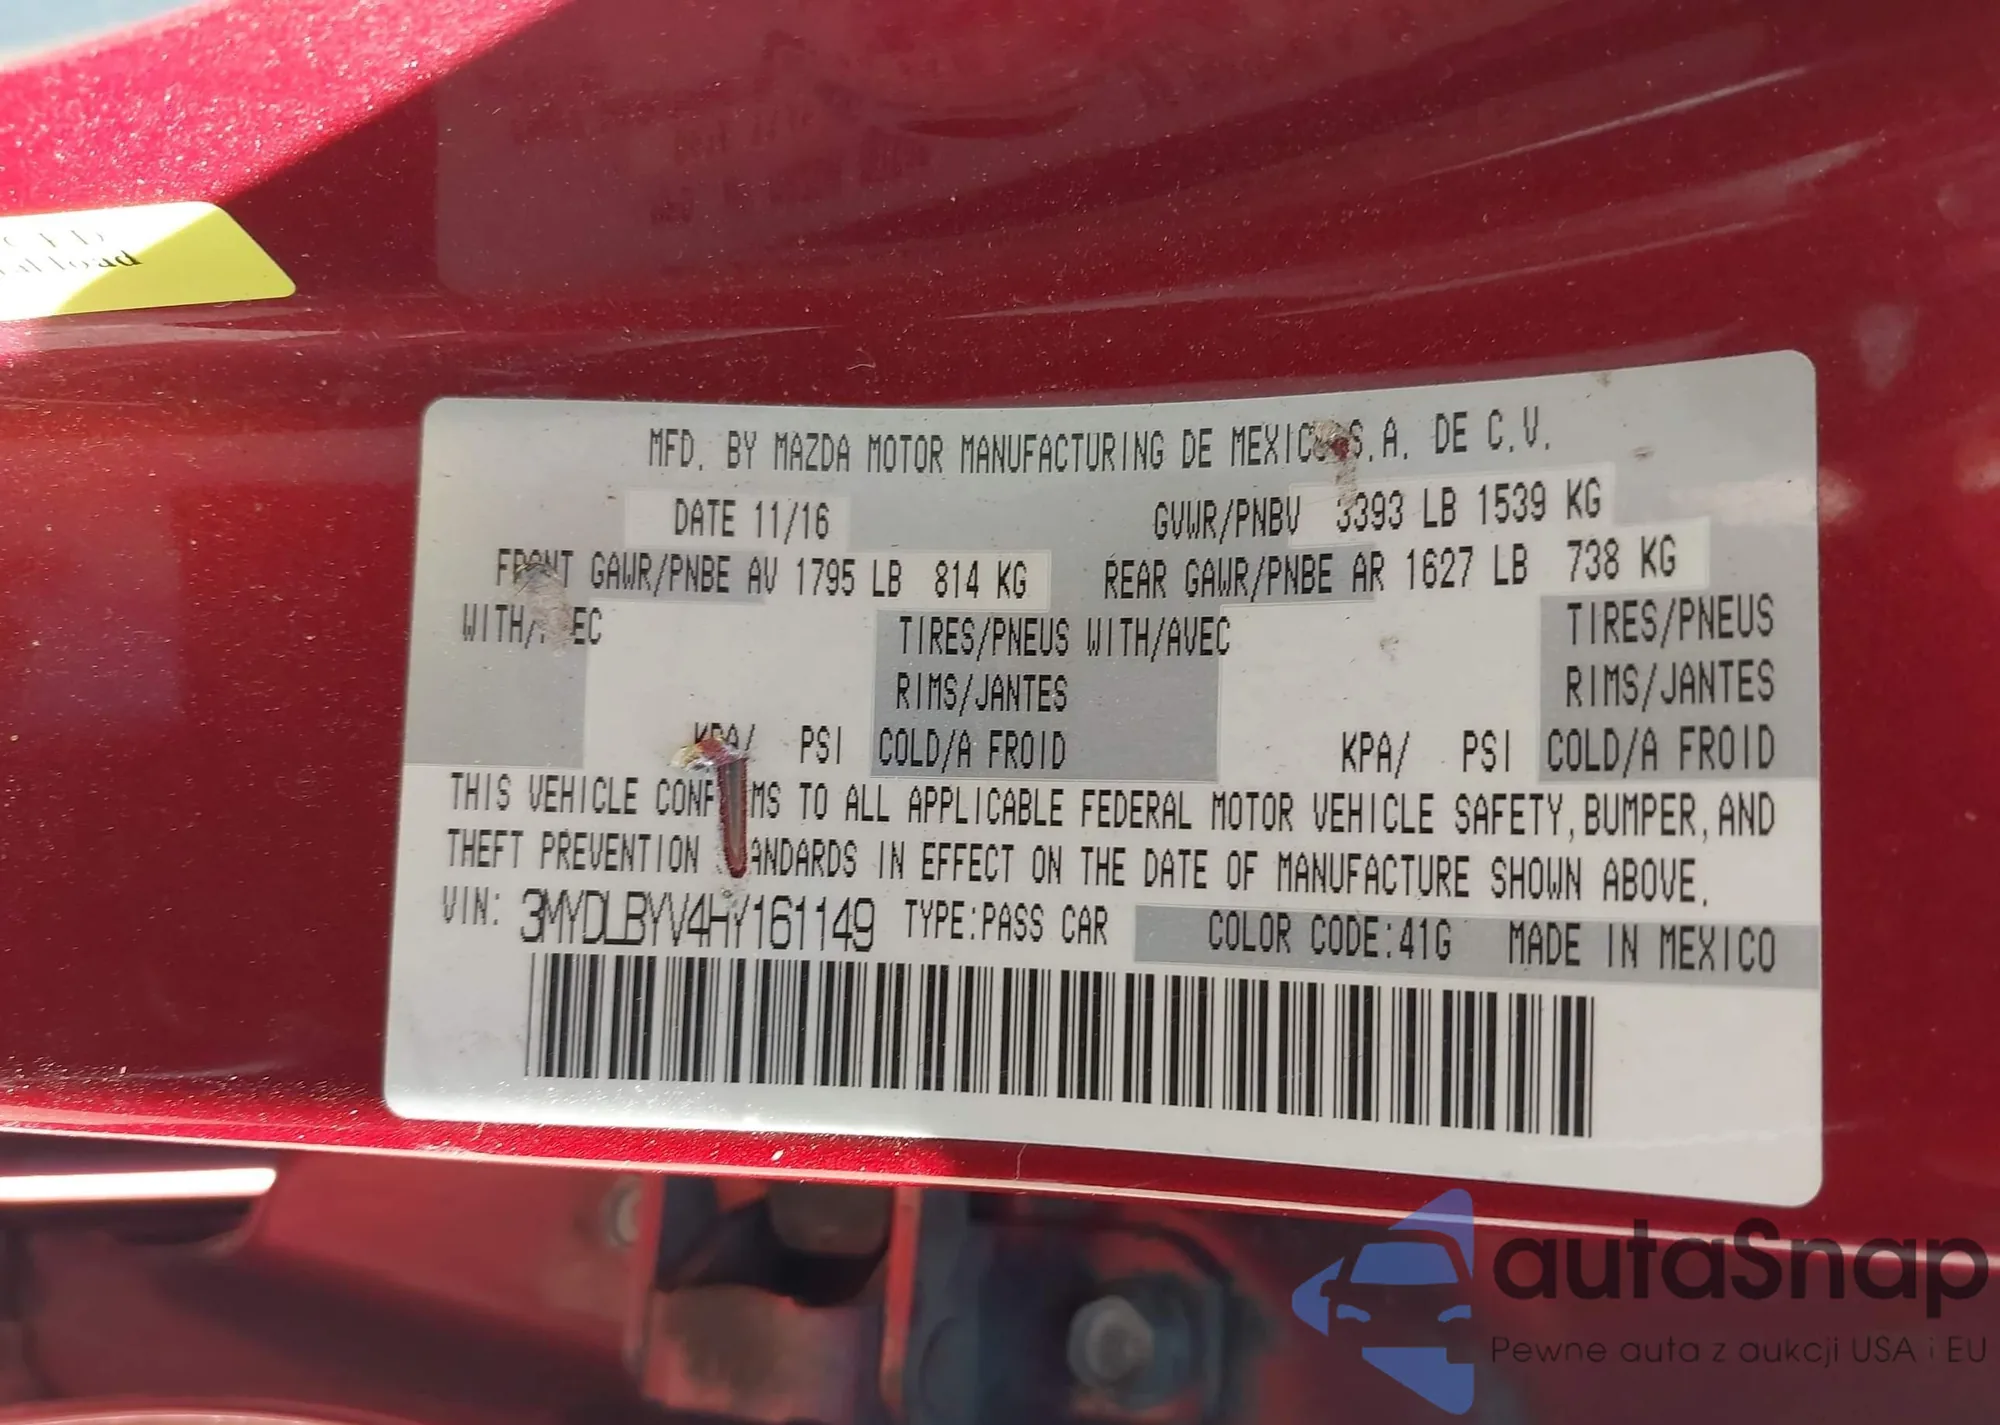 load
MFD. BY MAZDA MOTOR MANUFACTURING DE MEXICO S.A. DE C.V.
DATE 11/16 GVWR/PNBV 3393 LB 1539 KG
FRONT GAWR/PNBE AV 1795 LB 814 KG REAR GAWR/PNBE AR 1627 LB 738 KG
WITH/AVEC TIRES/PNEUS WITH/AVEC TIRES/PNEUS
RIMS/JANTES RIMS/JANTES
KPA/ PSI COLD/A FROID KPA/ PSI COLD/A FROID
THIS VEHICLE CONFORMS TO ALL APPLICABLE FEDERAL MOTOR VEHICLE SAFETY, BUMPER, AND
THEFT PREVENTION STANDARDS IN EFFECT ON THE DATE OF MANUFACTURE SHOWN ABOVE.
VIN: 3MYDLBYV4HY161149 TYPE:PASS CAR COLOR CODE:41G MADE IN MEXICO
autaSnap
Pewne auta z aukcji USA i EU